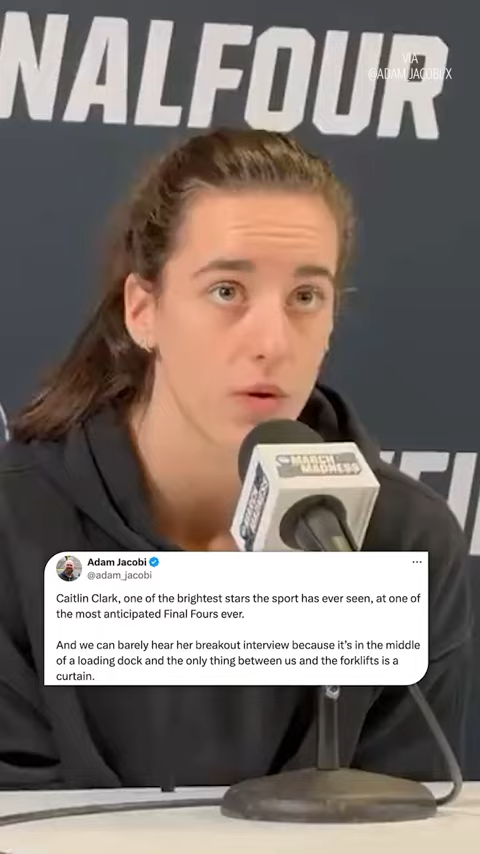 NALFOUR
VIA
@ADAM JACOBI/X
MARCH
MADNESS
Adam Jacobi
@adam_jacobi
Caitlin Clark, one of the brightest stars the sport has ever seen, at one of
the most anticipated Final Fours ever.
And we can barely hear her breakout interview because it's in the middle
of a loading dock and the only thing between us and the forklifts is a
curtain.